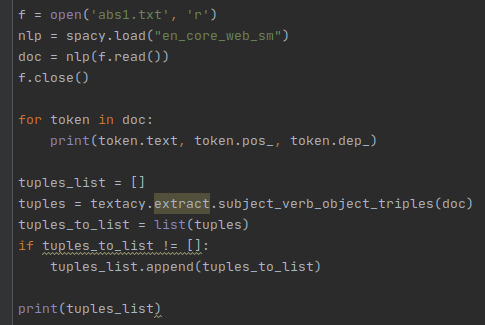 f = open('abs1.txt', 'r')
nlp = spacy.load("en_core_web_sm")
doc = nlp(f.read())
f.close()

for token in doc:
    print(token.text, token.pos_, token.dep_)

tuples_list = []
tuples = textacy.extract.subject_verb_object_triples(doc)
tuples_to_list = list(tuples)
if tuples_to_list != []:
    tuples_list.append(tuples_to_list)

print(tuples_list)